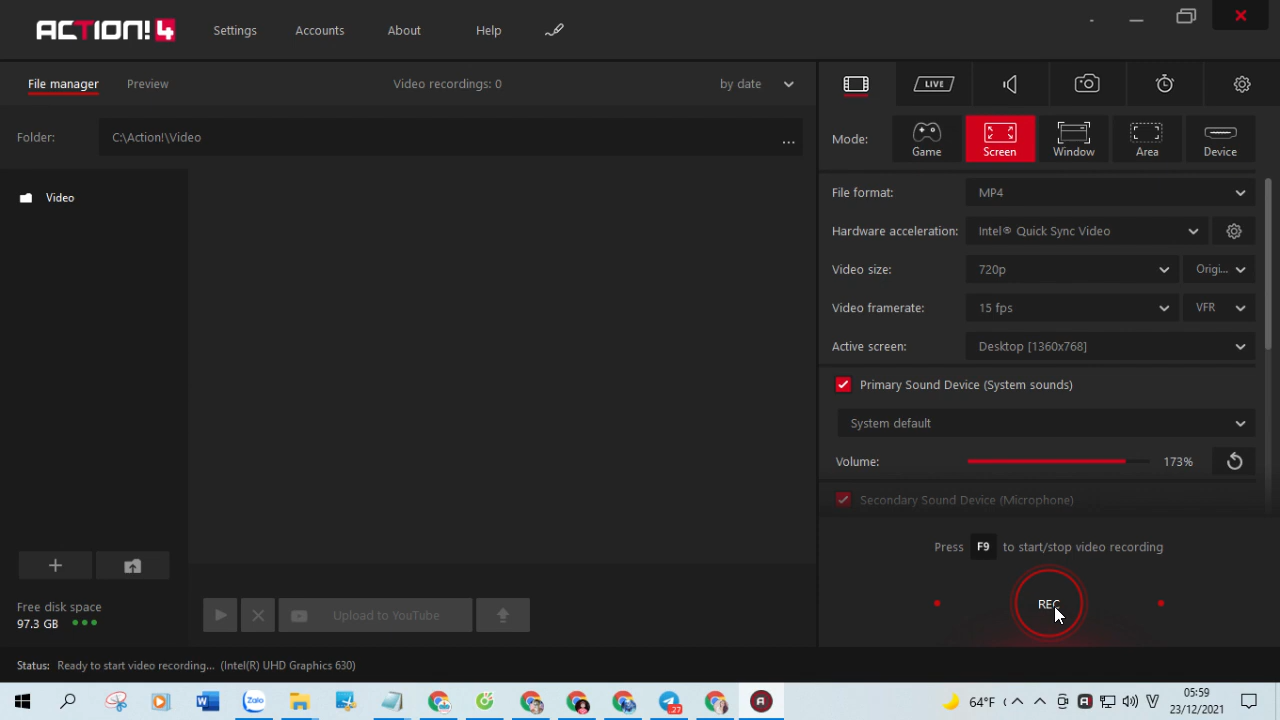 ACTION! 4
Settings
Accounts
About
Help
File manager
Preview
Video recordings: 0
by date
LIVE
Folder:
C:\Action!\Video
...
Mode:
Game
Screen
Window
Area
Device
Video
File format:
MP4
Hardware acceleration:
Intel® Quick Sync Video
Video size:
720p
Origi...
Video framerate:
15 fps
VFR
Active screen:
Desktop [1360x768]
Primary Sound Device (System sounds)
System default
Volume:
173%
Secondary Sound Device (Microphone)
Press F9 to start/stop video recording
REC
Free disk space
97.3 GB
Upload to YouTube
Status: Ready to start video recording... (Intel(R) UHD Graphics 630)
Zalo
27
64°F
05:59
23/12/2021